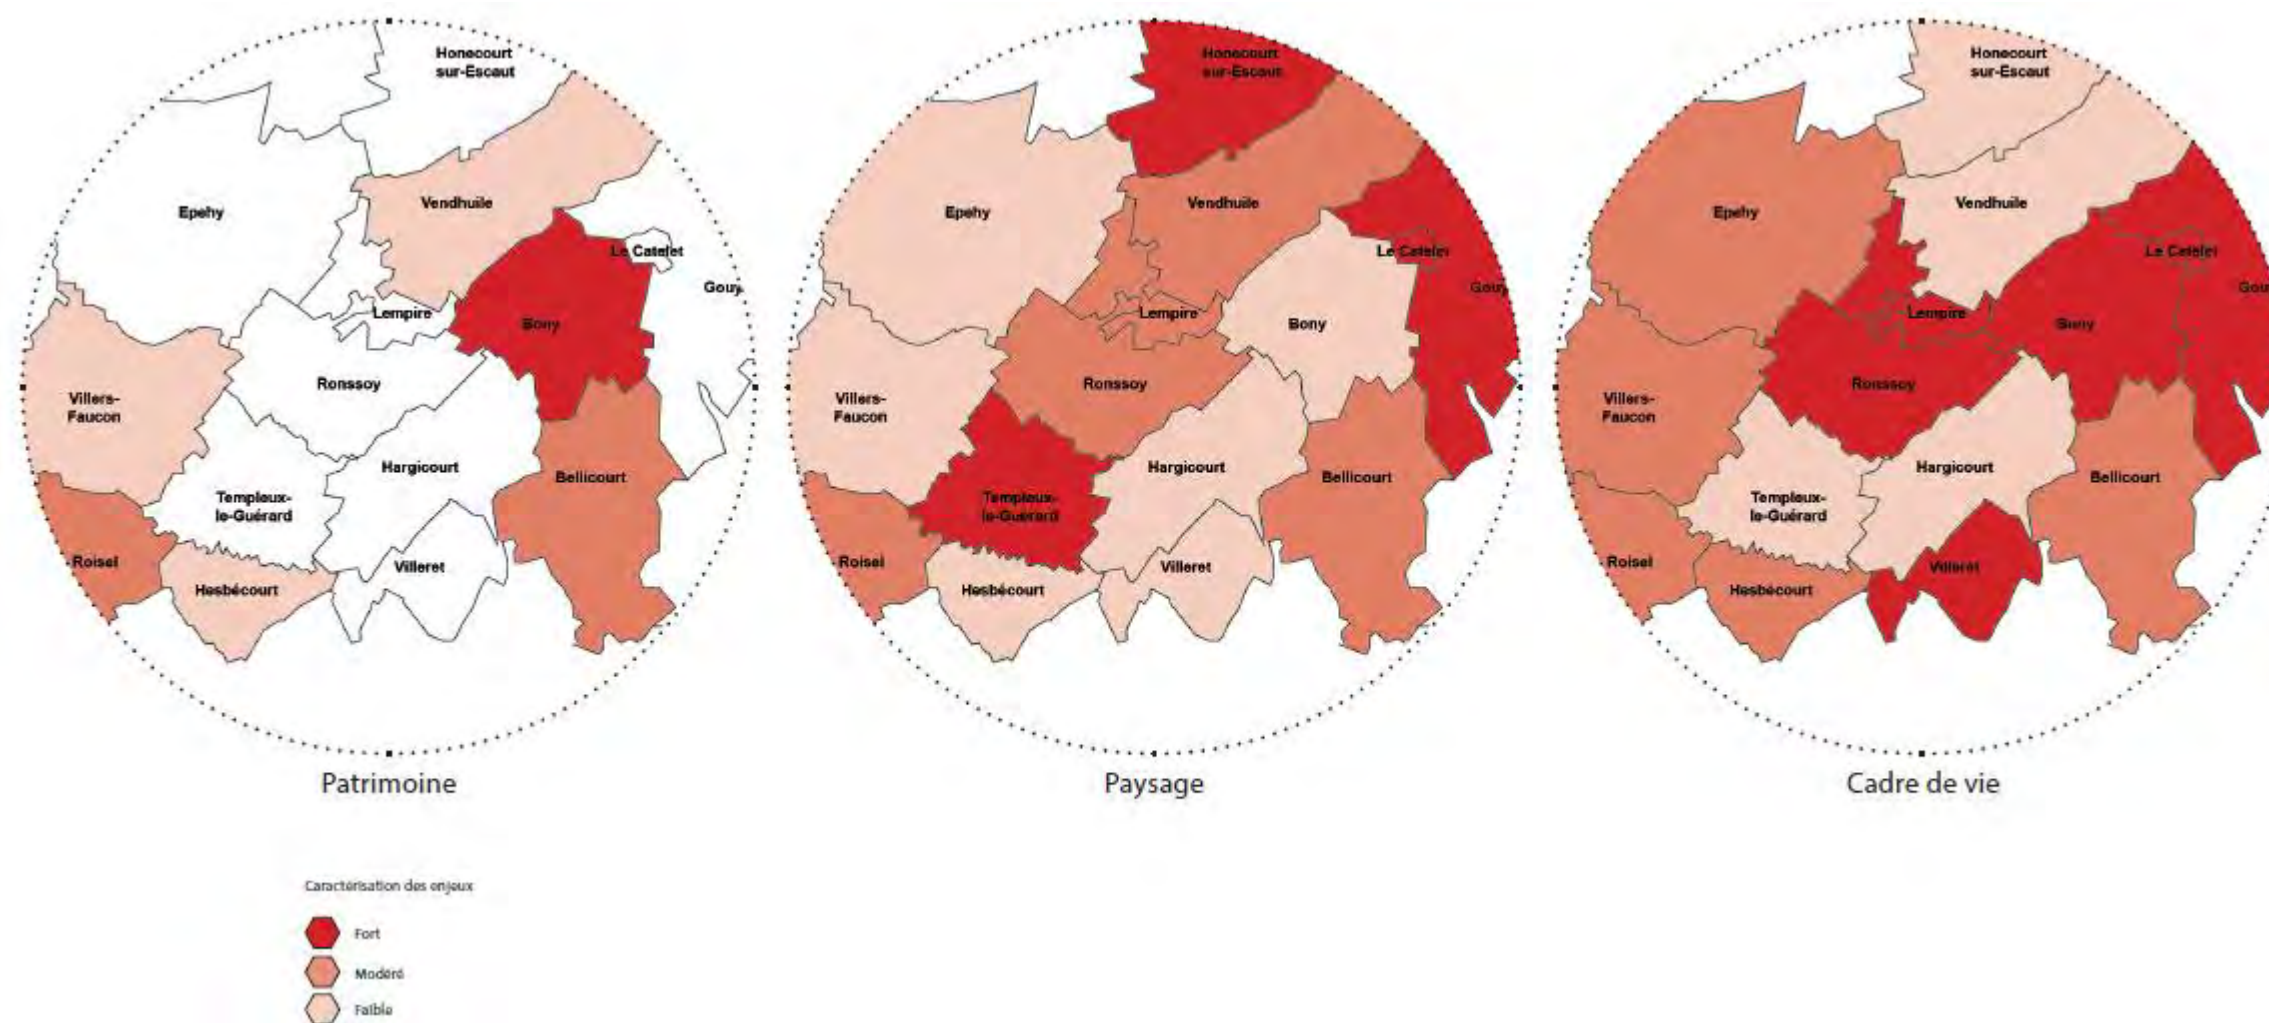 Honecourt
sur-Escaut
Epehy
Vendhuile
Le Catelet
Gouy
Lempire
Bony
Ronssoy
Villers-
Faucon
Hargicourt
Bellicourt
Templeux-
le-Guérard
Roisel
Villeret
Hesbécourt
Patrimoine
Honecourt
sur-Escaut
Epehy
Vendhuile
Le Catelet
Gouy
Lempire
Bony
Ronssoy
Villers-
Faucon
Hargicourt
Bellicourt
Templeux-
le-Guérard
Roisel
Villeret
Hesbécourt
Paysage
Honecourt
sur-Escaut
Epehy
Vendhuile
Le Catelet
Gou
Lempire
Bony
Ronssoy
Villers-
Faucon
Hargicourt
Bellicourt
Templeux-
le-Guérard
Roisel
Villeret
Hesbécourt
Cadre de vie
Caractérisation des enjeux
Fort
Modéré
Faible